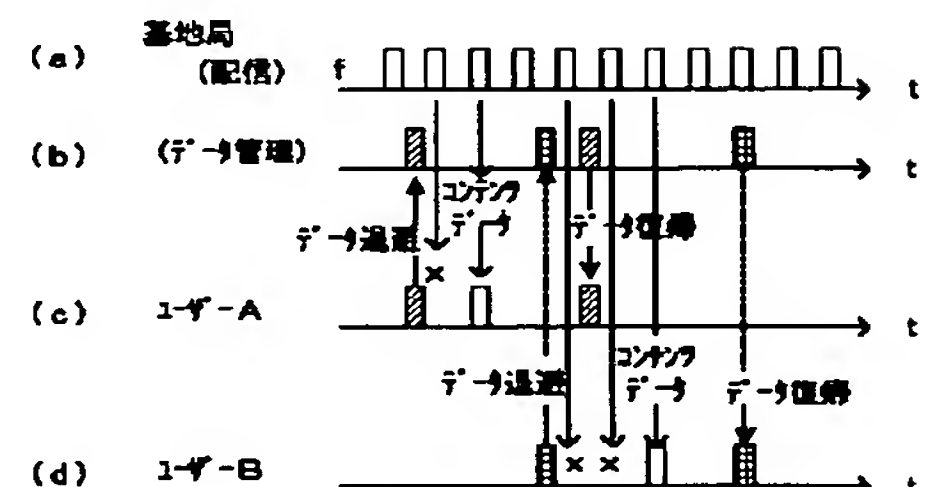 (a) 基地局
(配信) f t
(b) (データ管理) t
コンテンツ
データ退避 データ データ復帰
×
(c) ユーザーA t
コンテンツ
データ退避 データ データ復帰
(d) ユーザーB × × t